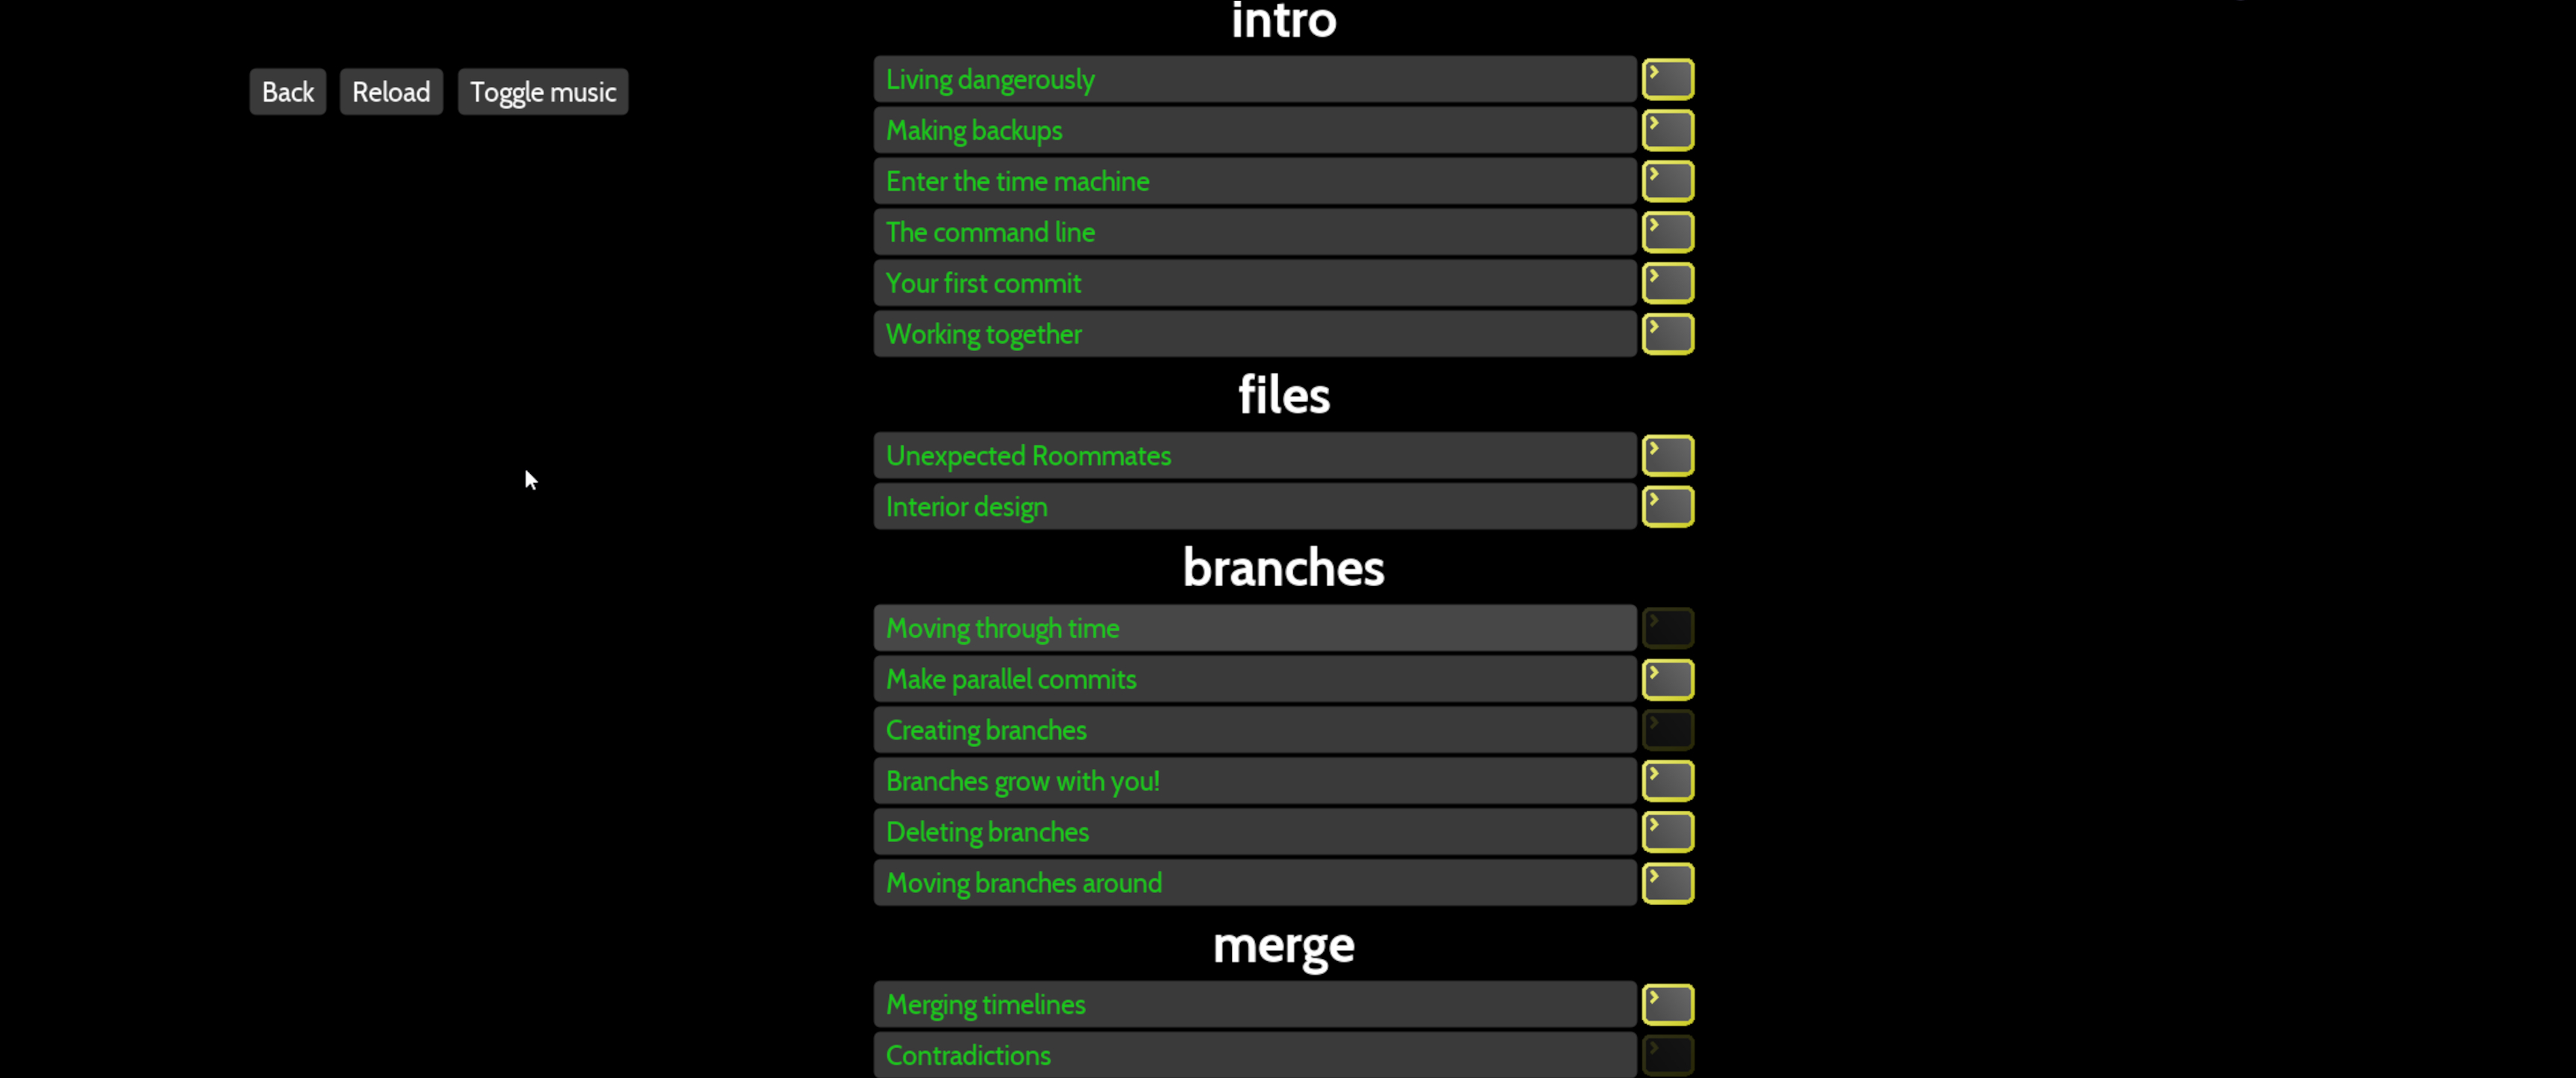 intro
Back Reload Toggle music
Living dangerously
Making backups
Enter the time machine
The command line
Your first commit
Working together
files
Unexpected Roommates
Interior design
branches
Moving through time
Make parallel commits
Creating branches
Branches grow with you!
Deleting branches
Moving branches around
merge
Merging timelines
Contradictions